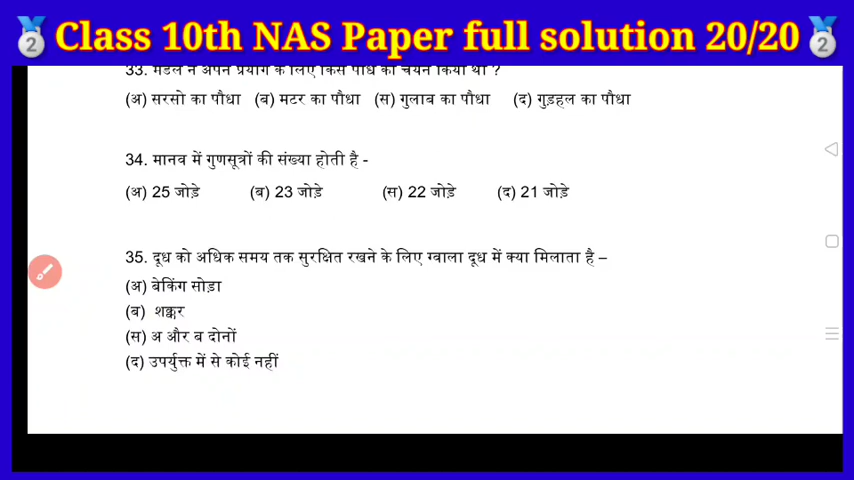 Class 10th NAS Paper full solution 20/20
33. मेंडल ने अपने प्रयोग के लिए किस पौधे का चयन किया था ?
(अ) सरसो का पौधा (ब) मटर का पौधा (स) गुलाब का पौधा (द) गुड़हल का पौधा
34. मानव में गुणसूत्रों की संख्या होती है -
(अ) 25 जोड़े (ब) 23 जोड़े (स) 22 जोड़े (द) 21 जोड़े
35. दूध को अधिक समय तक सुरक्षित रखने के लिए ग्वाला दूध में क्या मिलाता है –
(अ) बेकिंग सोड़ा
(ब) शक्कर
(स) अ और ब दोनों
(द) उपर्युक्त में से कोई नहीं